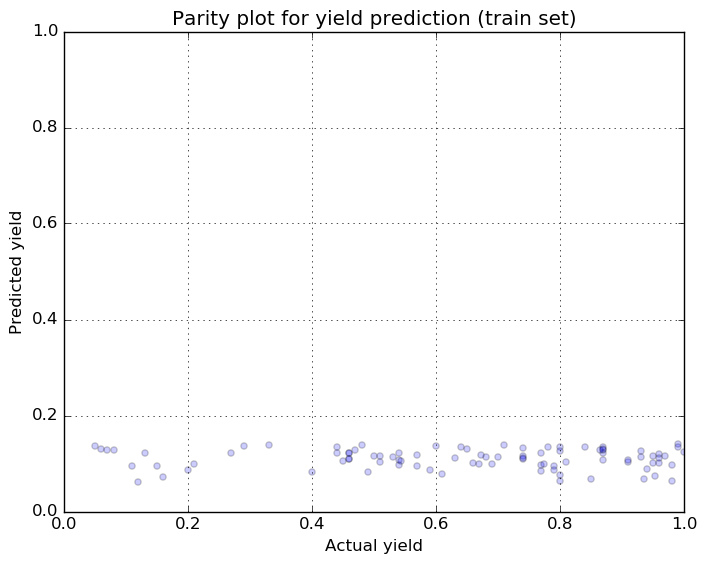 Parity plot for yield prediction (train set)
1.0
0.8
0.6
0.4
0.2
0.0
Predicted yield
0.0 0.2 0.4 0.6 0.8 1.0
Actual yield